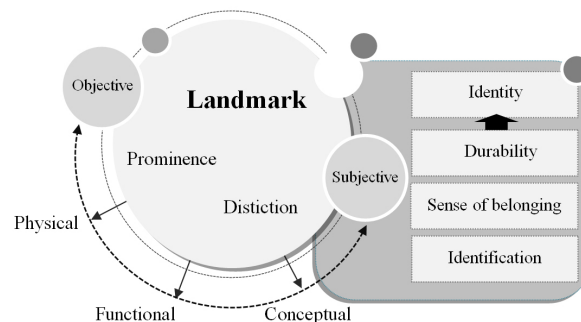 Objective
Landmark
Prominence
Distiction
Subjective
Physical
Functional
Conceptual
Identity
Durability
Sense of belonging
Identification